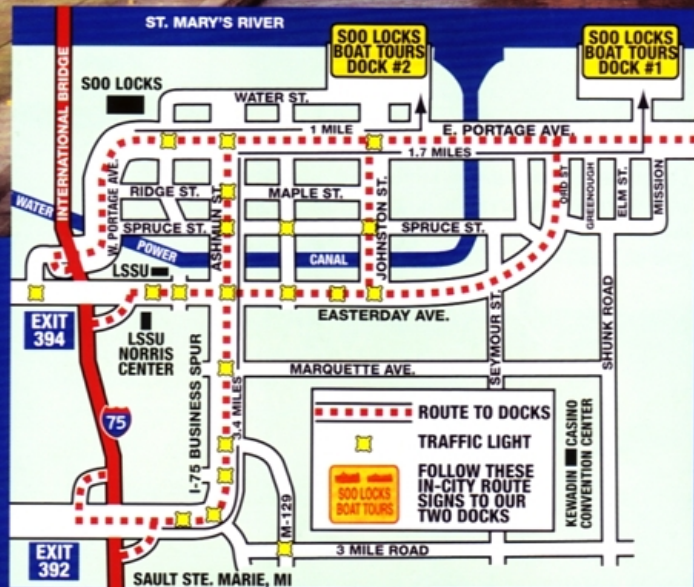 ST. MARY'S RIVER
SOO LOCKS
BOAT TOURS
DOCK #2
SOO LOCKS
BOAT TOURS
DOCK #1
INTERNATIONAL BRIDGE
SOO LOCKS
WATER ST.
1 MILE
E. PORTAGE AVE.
1.7 MILES
W. PORTAGE AVE.
RIDGE ST.
MAPLE ST.
ORD ST
GREENOUGH
ELM ST.
MISSION
WATER
POWER
CANAL
SPRUCE ST.
SPRUCE ST.
ASHMUN ST.
JOHNSTON ST.
LSSU
EASTERDAY AVE.
EXIT
394
LSSU
NORRIS
CENTER
SEYMOUR ST.
SHUNK ROAD
MARQUETTE AVE.
I-75 BUSINESS SPUR
3.4 MILES
75
ROUTE TO DOCKS
TRAFFIC LIGHT
SOO LOCKS
BOAT TOURS
FOLLOW THESE
IN-CITY ROUTE
SIGNS TO OUR
TWO DOCKS
KEWADIN CASINO
CONVENTION CENTER
M-129
3 MILE ROAD
EXIT
392
SAULT STE. MARIE, MI